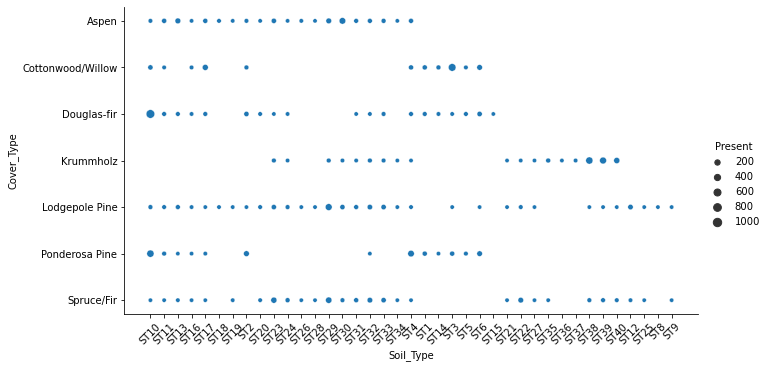 Cover_Type
Aspen
Cottonwood/Willow
Douglas-fir
Krummholz
Lodgepole Pine
Ponderosa Pine
Spruce/Fir
ST10 ST11 ST13 ST16 ST17 ST18 ST19 ST2 ST20 ST23 ST24 ST26 ST28 ST29 ST30 ST31 ST32 ST33 ST34 ST4 ST1 ST14 ST3 ST5 ST6 ST15 ST21 ST22 ST27 ST35 ST36 ST37 ST38 ST39 ST40 ST12 ST25 ST8 ST9
Soil_Type
Present
200
400
600
800
1000